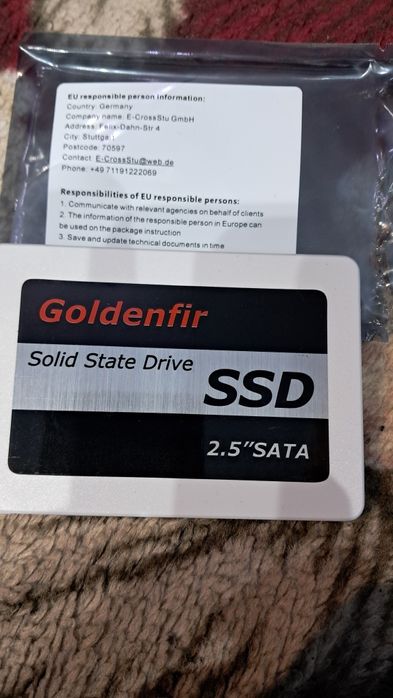 EU responsible person information:
Country: Germany
Company name: E-CrossStu GmbH
Address: Felix-Dahn-Str 4
City: Stuttgart
Postcode: 70597
Contact: E-CrossStu@web.de
Phone: +49 71191222069
Responsibilities of EU responsible persons:
1. Communicate with relevant agencies on behalf of clients
2. The information of the responsible person in Europe can
be used on the package instruction
3. Save and update technical documents in time
Goldenfir
Solid State Drive
SSD
2.5"SATA